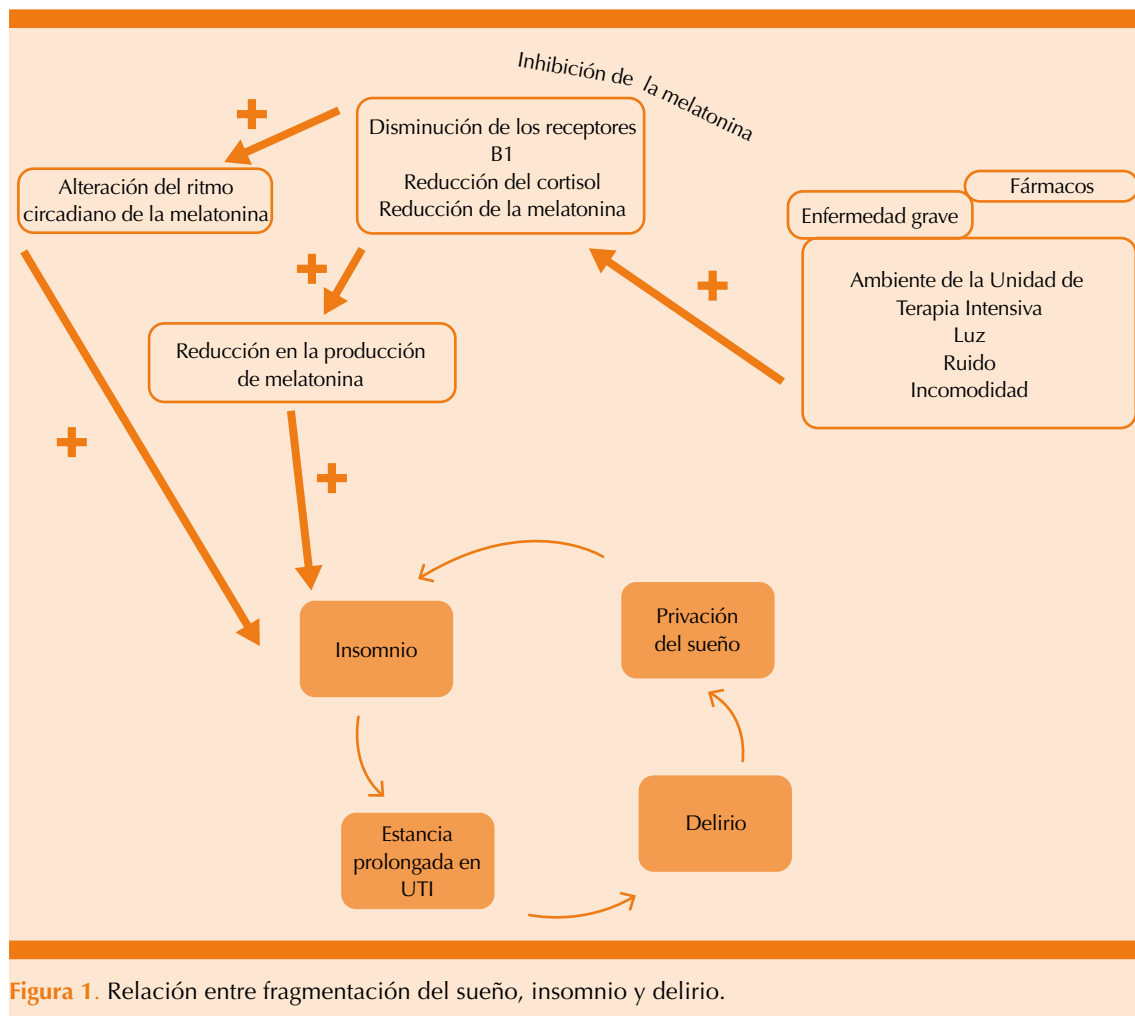 Inhibición de la melatonina
Disminución de los receptores
B1
Reducción del cortisol
Reducción de la melatonina
Alteración del ritmo
circadiano de la melatonina
Fármacos
Enfermedad grave
Ambiente de la Unidad de
Terapia Intensiva
Luz
Ruido
Incomodidad
Reducción en la producción
de melatonina
Insomnio
Privación
del sueño
Estancia
prolongada en
UTI
Delirio
Figura 1. Relación entre fragmentación del sueño, insomnio y delirio.